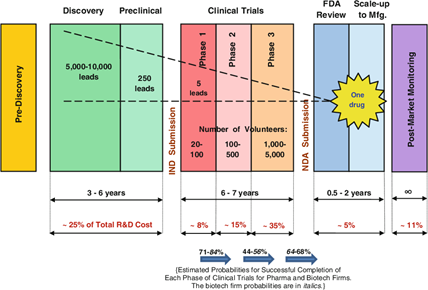 Discovery
Preclinical
Clinical Trials
FDA
Review
Scale-up
to Mfg.
Pre-Discovery
5,000-10,000
leads
250
leads
IND Submission
Phase 1
Phase 2
Phase 3
5
leads
Number of Volunteers:
20-
100
100-
500
1,000-
5,000
NDA Submission
One
drug
Post-Market Monitoring
3 - 6 years
6 - 7 years
0.5 - 2 years
∞
~ 25% of Total R&D Cost
~ 8%
~ 15%
~ 35%
~ 5%
~ 11%
71-84%
44-56%
64-68%
{Estimated Probabilities for Successful Completion of
Each Phase of Clinical Trials for Pharma and Biotech Firms.
The biotech firm probabilities are in italics.}